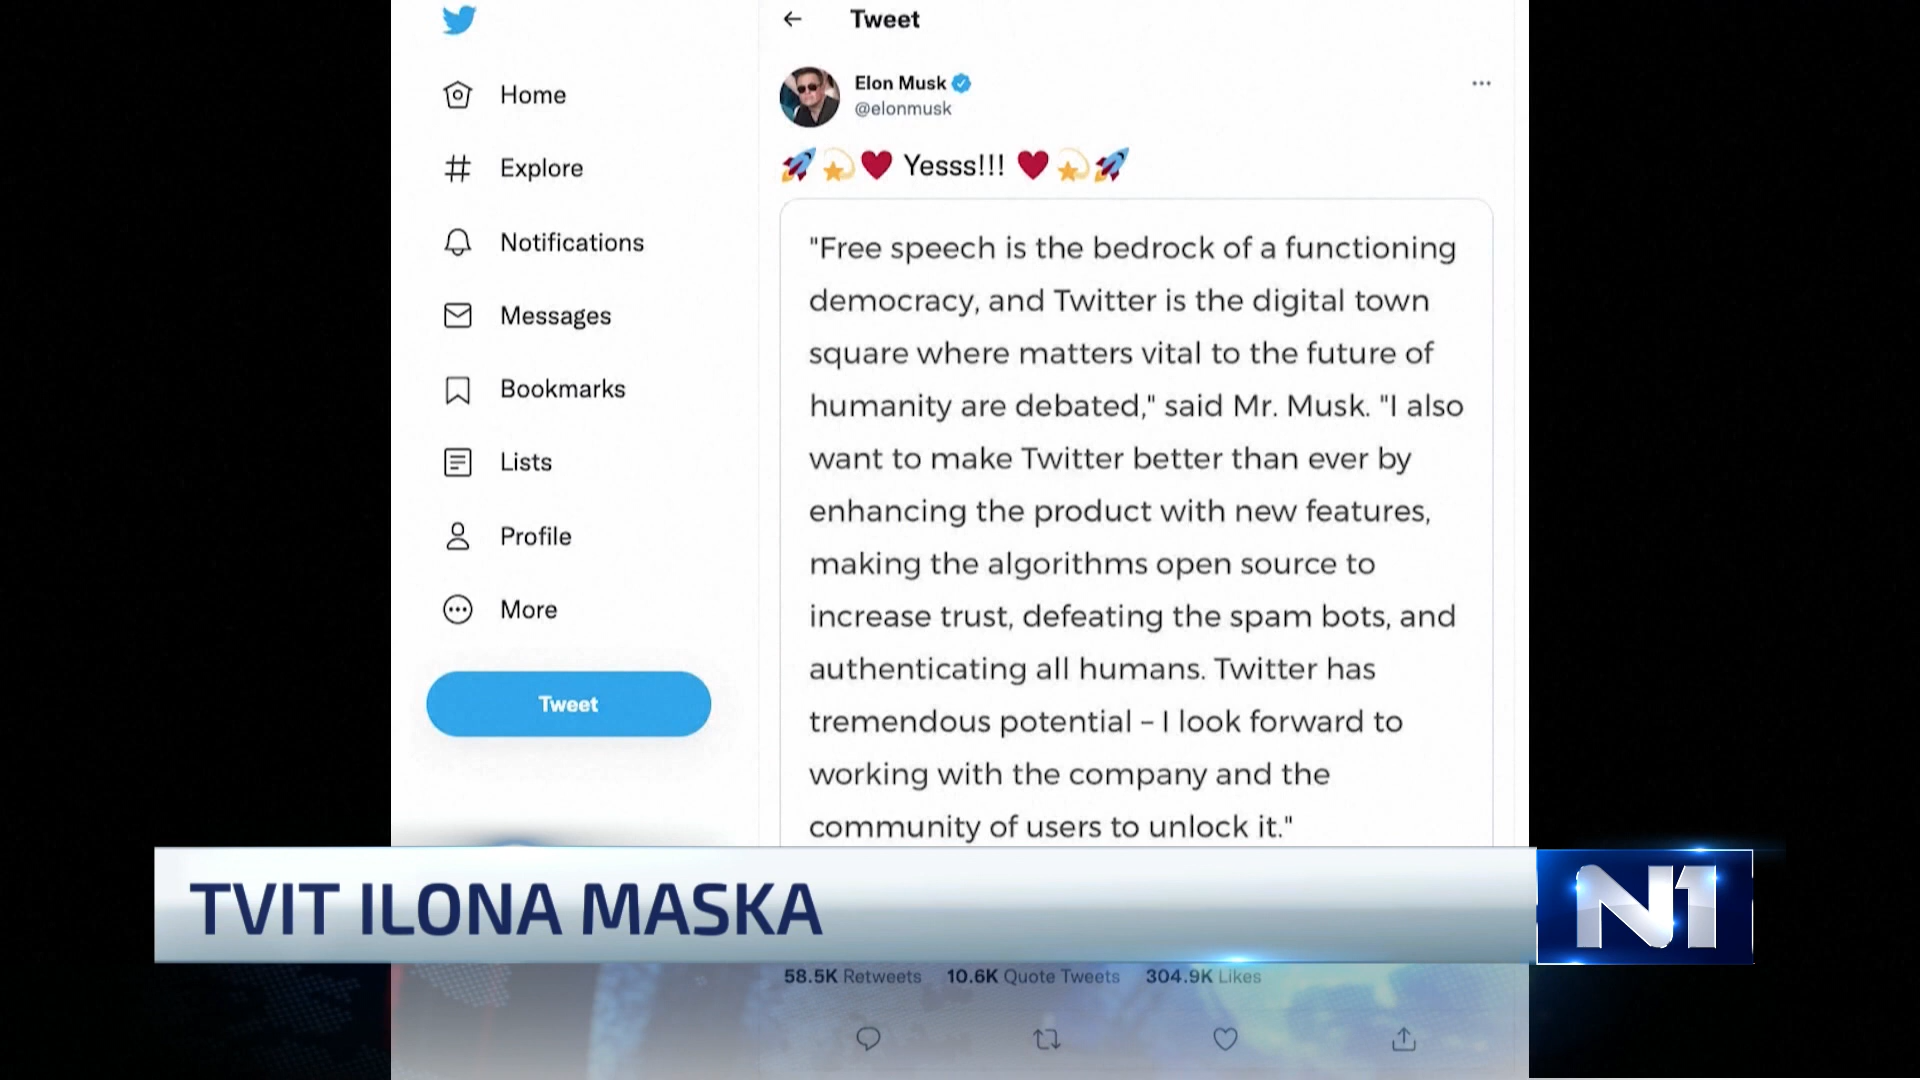 Tweet
Home
Explore
Notifications
Messages
Bookmarks
Lists
Profile
More
Tweet
Elon Musk
@elonmusk
🚀💫❤️ Yesss!!! ❤️💫🚀
"Free speech is the bedrock of a functioning
democracy, and Twitter is the digital town
square where matters vital to the future of
humanity are debated," said Mr. Musk. "I also
want to make Twitter better than ever by
enhancing the product with new features,
making the algorithms open source to
increase trust, defeating the spam bots, and
authenticating all humans. Twitter has
tremendous potential – I look forward to
working with the company and the
community of users to unlock it."
TVIT ILONA MASKA
N1
58.5K Retweets 10.6K Quote Tweets 304.9K Likes